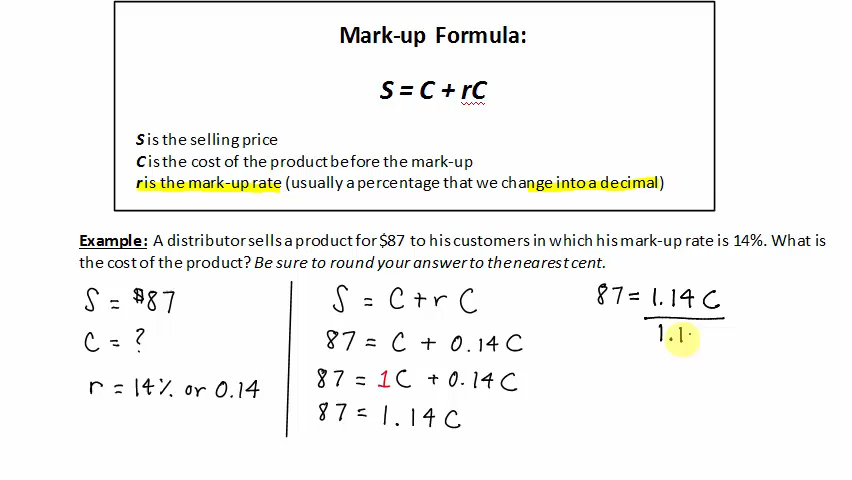 Mark-up Formula:
S = C + rC
S is the selling price
C is the cost of the product before the mark-up
r is the mark-up rate (usually a percentage that we change into a decimal)
Example: A distributor sells a product for $87 to his customers in which his mark-up rate is 14%. What is
the cost of the product? Be sure to round your answer to the nearest cent.
S = $87
C = ?
r = 14% or 0.14
S = C + r C
87 = C + 0.14 C
87 = 1C + 0.14 C
87 = 1.14 C
87 = 1.14 C
1.1